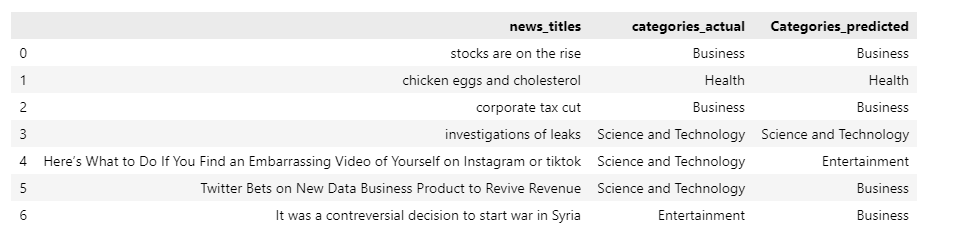 news_titles categories_actual Categories_predicted
0 stocks are on the rise Business Business
1 chicken eggs and cholesterol Health Health
2 corporate tax cut Business Business
3 investigations of leaks Science and Technology Science and Technology
4 Here's What to Do If You Find an Embarrassing Video of Yourself on Instagram or tiktok Science and Technology Entertainment
5 Twitter Bets on New Data Business Product to Revive Revenue Science and Technology Business
6 It was a contreversial decision to start war in Syria Entertainment Business